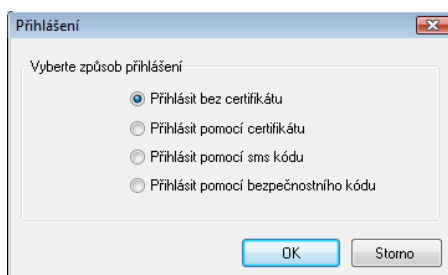 Přihlášení
Vyberte způsob přihlášení
Přihlásit bez certifikátu
Přihlásit pomocí certifikátu
Přihlásit pomocí sms kódu
Přihlásit pomocí bezpečnostního kódu
OK
Storno